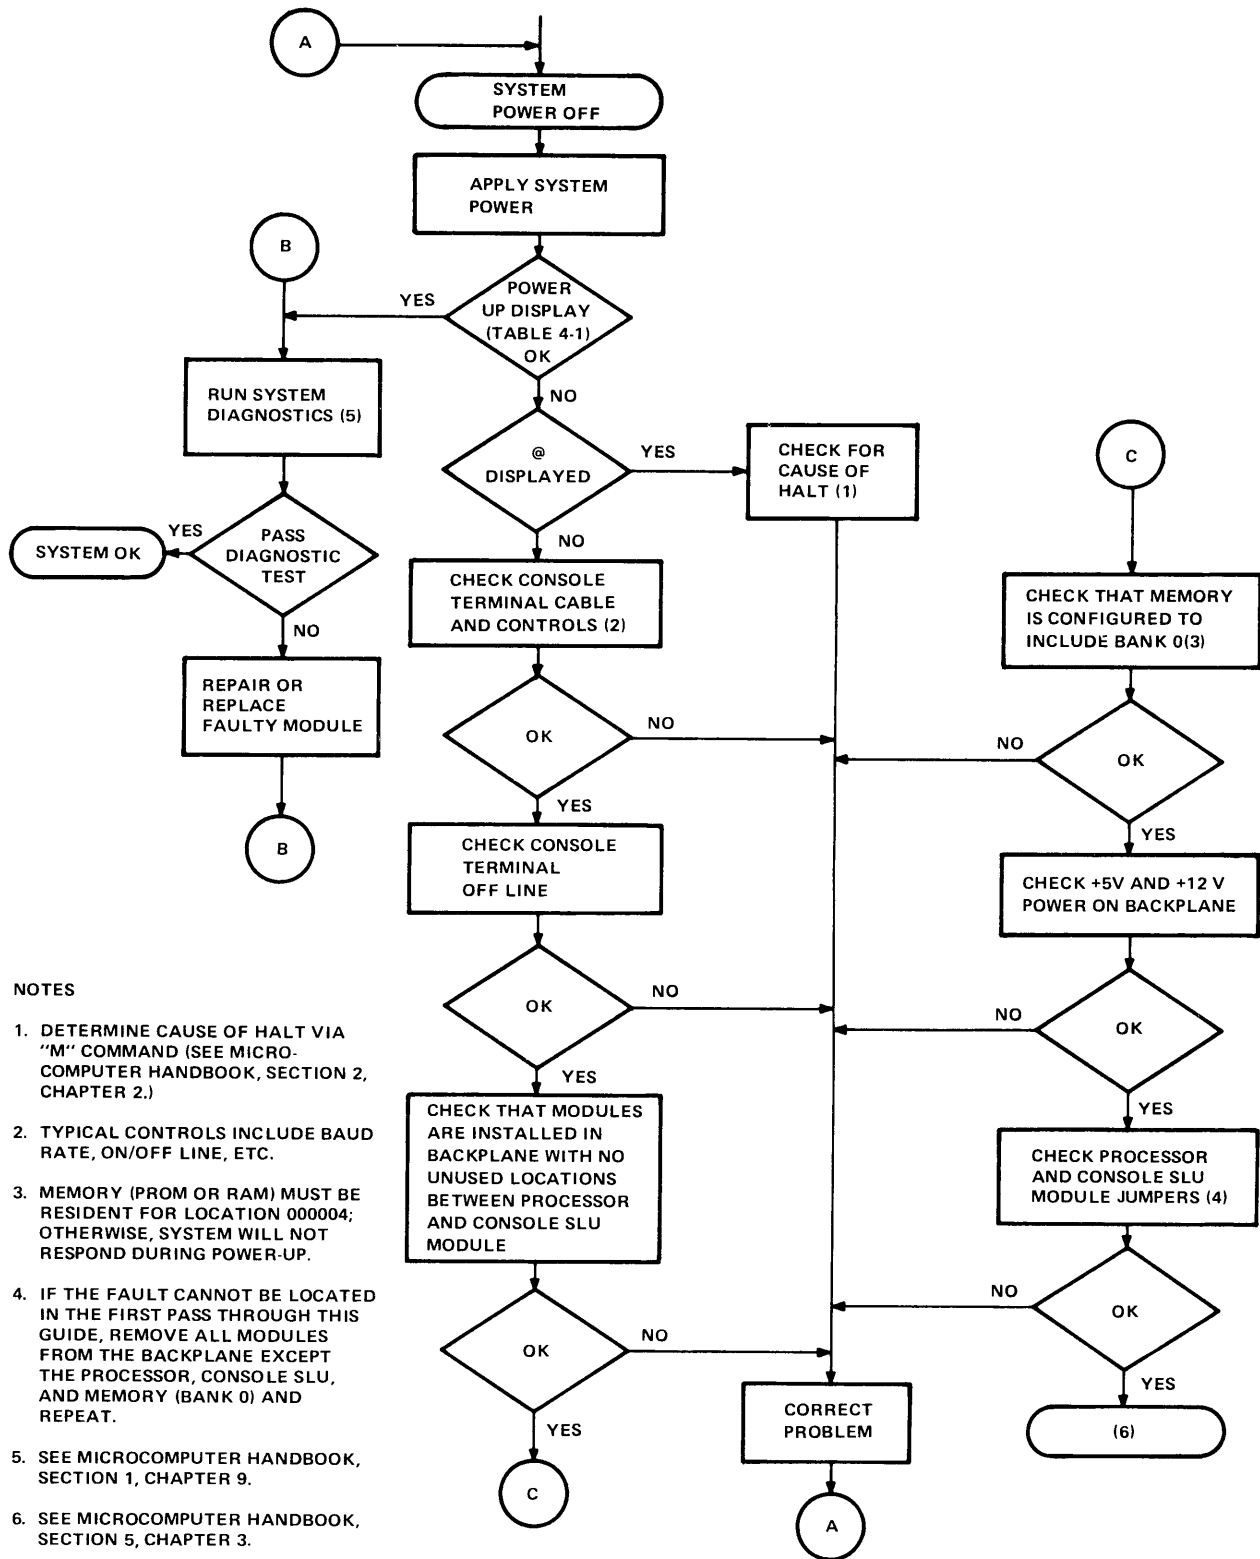 A
SYSTEM
POWER OFF
APPLY SYSTEM
POWER
B
POWER
UP DISPLAY
(TABLE 4-1)
OK
YES
NO
RUN SYSTEM
DIAGNOSTICS (5)
PASS
DIAGNOSTIC
TEST
YES
SYSTEM OK
NO
REPAIR OR
REPLACE
FAULTY MODULE
B
@
DISPLAYED
YES
CHECK FOR
CAUSE OF
HALT (1)
NO
CHECK CONSOLE
TERMINAL CABLE
AND CONTROLS (2)
OK
NO
YES
CHECK CONSOLE
TERMINAL
OFF LINE
OK
NO
YES
CHECK THAT MODULES
ARE INSTALLED IN
BACKPLANE WITH NO
UNUSED LOCATIONS
BETWEEN PROCESSOR
AND CONSOLE SLU
MODULE
OK
NO
YES
C
C
CHECK THAT MEMORY
IS CONFIGURED TO
INCLUDE BANK 0(3)
OK
NO
YES
CHECK +5V AND +12 V
POWER ON BACKPLANE
OK
NO
YES
CHECK PROCESSOR
AND CONSOLE SLU
MODULE JUMPERS (4)
OK
NO
YES
(6)
CORRECT
PROBLEM
A
NOTES
1. DETERMINE CAUSE OF HALT VIA
"M" COMMAND (SEE MICRO-
COMPUTER HANDBOOK, SECTION 2,
CHAPTER 2.)
2. TYPICAL CONTROLS INCLUDE BAUD
RATE, ON/OFF LINE, ETC.
3. MEMORY (PROM OR RAM) MUST BE
RESIDENT FOR LOCATION 000004;
OTHERWISE, SYSTEM WILL NOT
RESPOND DURING POWER-UP.
4. IF THE FAULT CANNOT BE LOCATED
IN THE FIRST PASS THROUGH THIS
GUIDE, REMOVE ALL MODULES
FROM THE BACKPLANE EXCEPT
THE PROCESSOR, CONSOLE SLU,
AND MEMORY (BANK 0) AND
REPEAT.
5. SEE MICROCOMPUTER HANDBOOK,
SECTION 1, CHAPTER 9.
6. SEE MICROCOMPUTER HANDBOOK,
SECTION 5, CHAPTER 3.